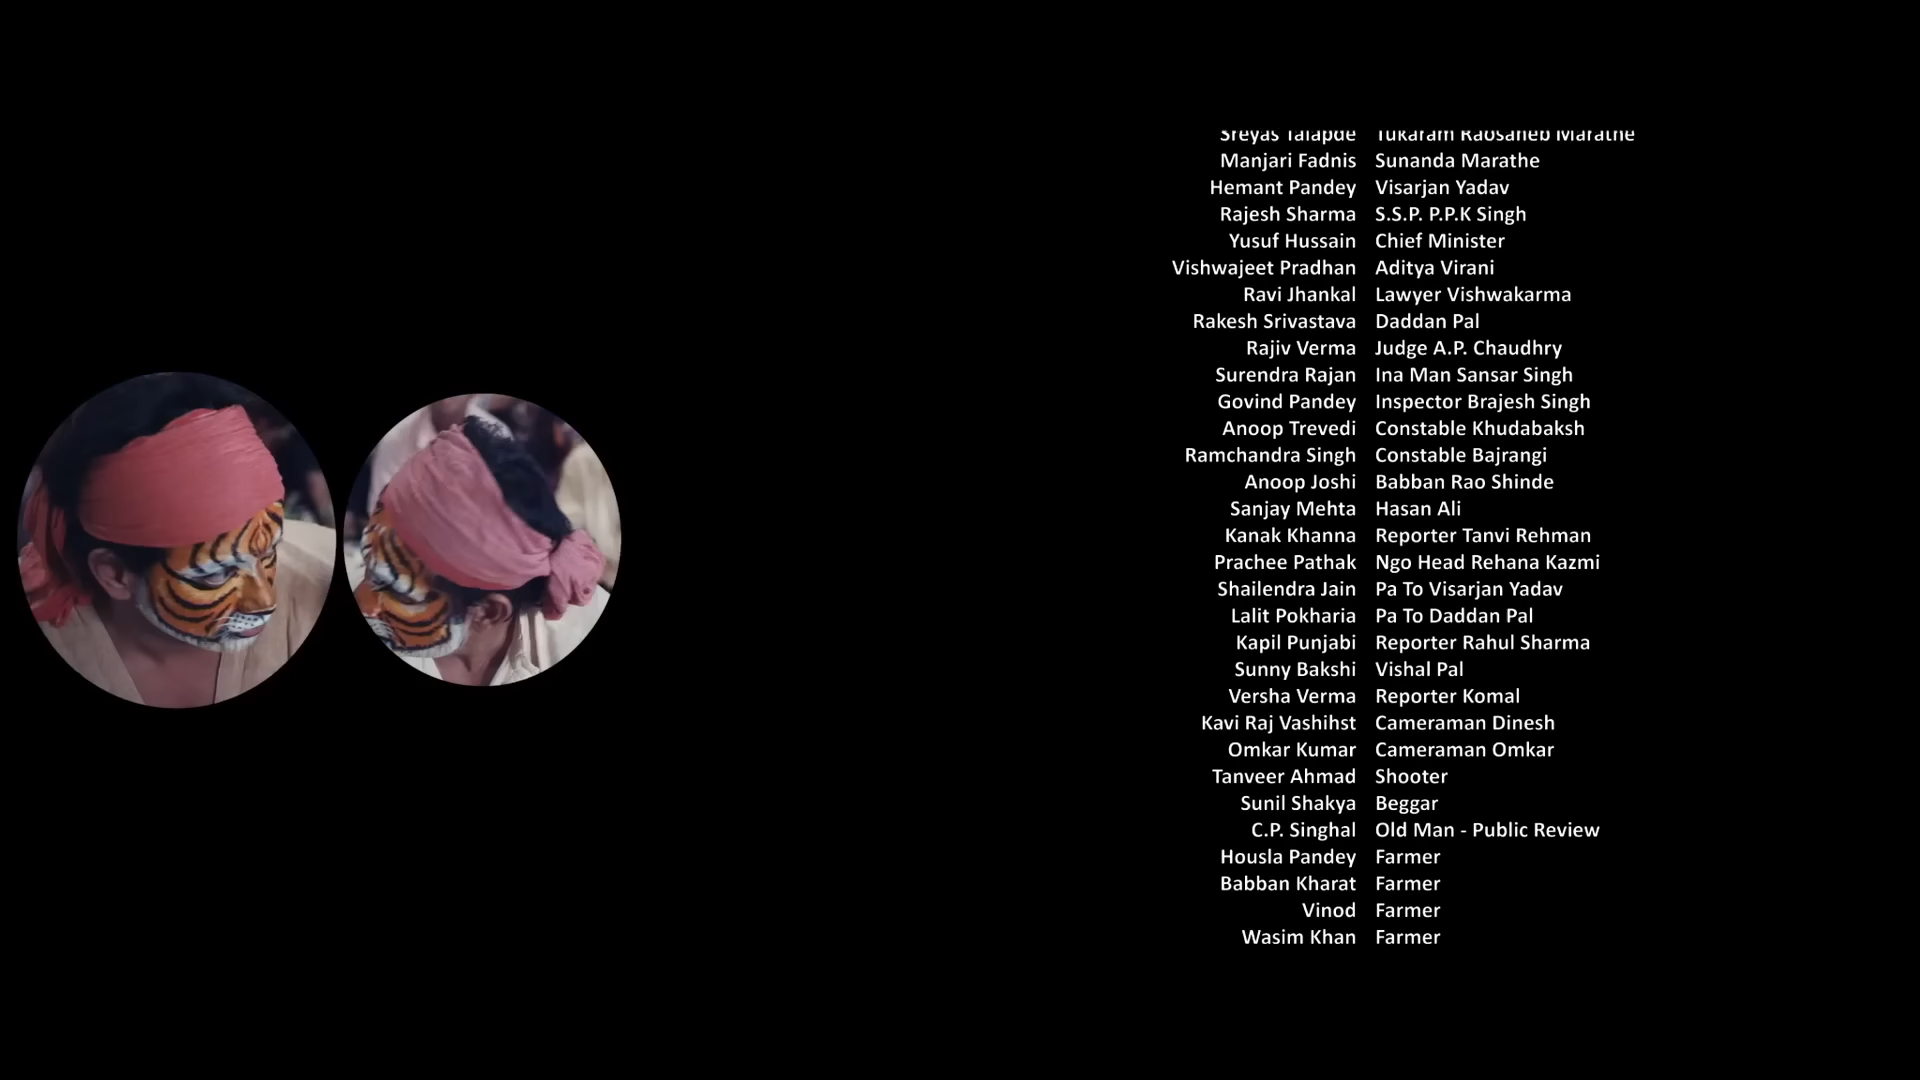 Sreyas Talapde Tukaram Raosaheb Marathe
Manjari Fadnis Sunanda Marathe
Hemant Pandey Visarjan Yadav
Rajesh Sharma S.S.P. P.P.K Singh
Yusuf Hussain Chief Minister
Vishwajeet Pradhan Aditya Virani
Ravi Jhankal Lawyer Vishwakarma
Rakesh Srivastava Daddan Pal
Rajiv Verma Judge A.P. Chaudhry
Surendra Rajan Ina Man Sansar Singh
Govind Pandey Inspector Brajesh Singh
Anoop Trevedi Constable Khudabaksh
Ramchandra Singh Constable Bajrangi
Anoop Joshi Babban Rao Shinde
Sanjay Mehta Hasan Ali
Kanak Khanna Reporter Tanvi Rehman
Prachee Pathak Ngo Head Rehana Kazmi
Shailendra Jain Pa To Visarjan Yadav
Lalit Pokharia Pa To Daddan Pal
Kapil Punjabi Reporter Rahul Sharma
Sunny Bakshi Vishal Pal
Versha Verma Reporter Komal
Kavi Raj Vashihst Cameraman Dinesh
Omkar Kumar Cameraman Omkar
Tanveer Ahmad Shooter
Sunil Shakya Beggar
C.P. Singhal Old Man - Public Review
Housla Pandey Farmer
Babban Kharat Farmer
Vinod Farmer
Wasim Khan Farmer